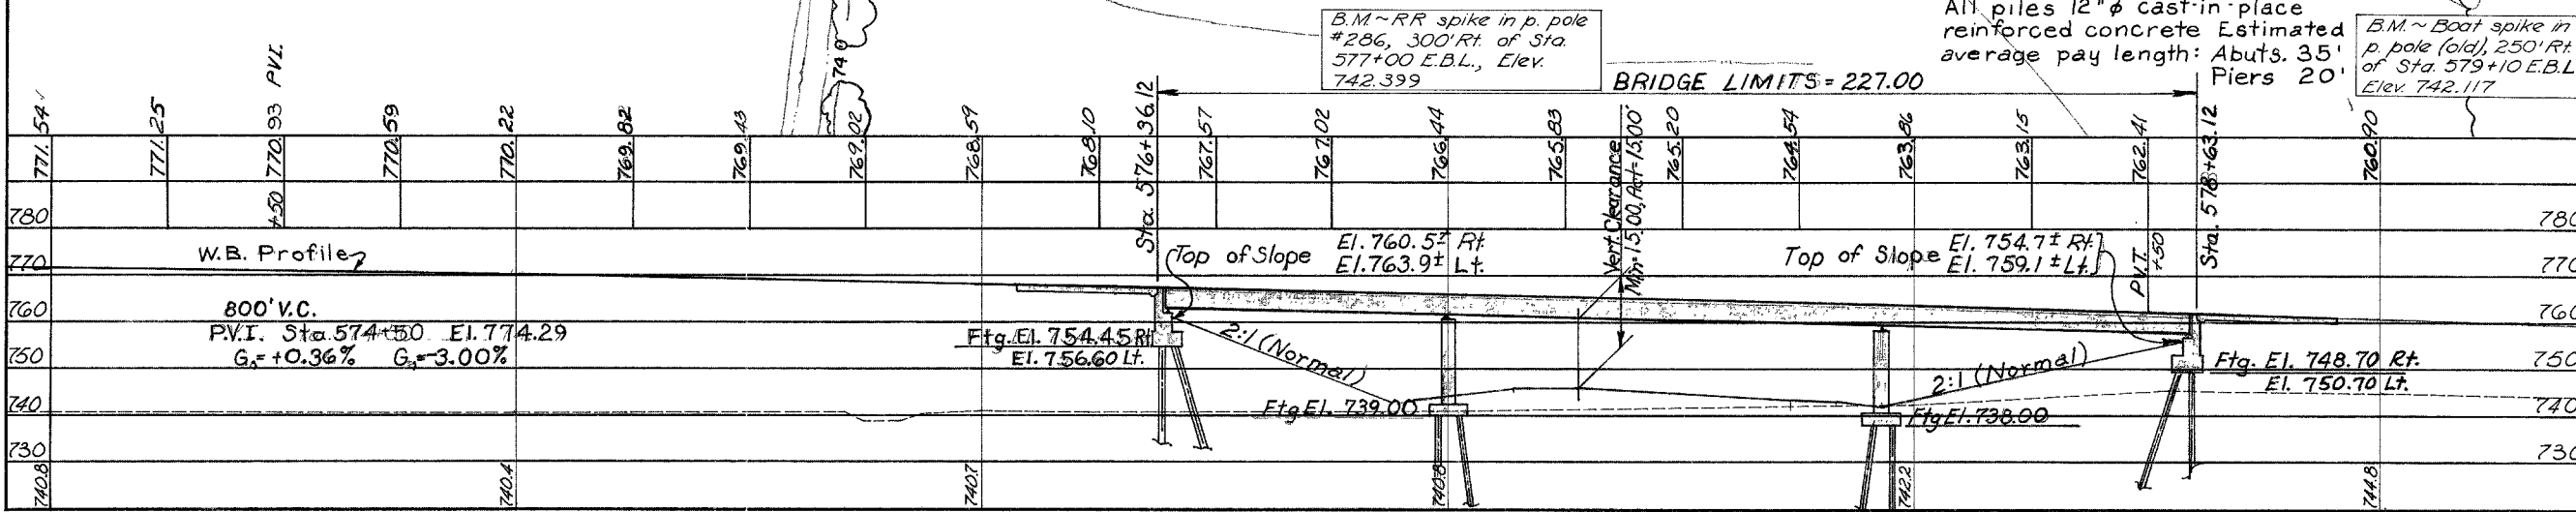 B.M.~RR spike in p. pole
#286, 300' Rt. of Sta.
577+00 E.B.L., Elev.
742.399
All piles 12"ø cast-in-place
reinforced concrete Estimated
average pay length: Abuts. 35'
Piers 20'
B.M.~ Boat spike in
p. pole (old), 250' Rt.
of Sta. 579+10 E.B.L
Elev. 742.117
740
BRIDGE LIMITS = 227.00'
771.54
771.25
770.93 P.V.I.
+50
770.59
770.22
769.82
769.43
769.02
768.59
768.10
Sta. 576+36.12
767.57
767.02
766.44
765.83
Vert. Clearance
Min=15.00, Act=15.00'
765.20
764.54
763.86
763.15
762.41
P.V.T.
+50
Sta. 578+63.12
760.90
780
780
W.B. Profile
Top of Slope
El. 760.5± Rt.
El. 763.9± Lt.
Top of Slope
El. 754.7± Rt.
El. 759.1± Lt.
770
770
800' V.C.
P.V.I. Sta 574+50 El. 774.29
G₁=+0.36% G₂=-3.00%
760
760
Ftg. El. 754.45 Rt.
El. 756.60 Lt.
2:1 (Normal)
2:1 (Normal)
Ftg. El. 748.70 Rt.
El. 750.70 Lt.
750
750
Ftg El. 739.00
Ftg El. 738.00
740
740
730
730
740.8
740.4
740.7
740.8
742.2
744.8